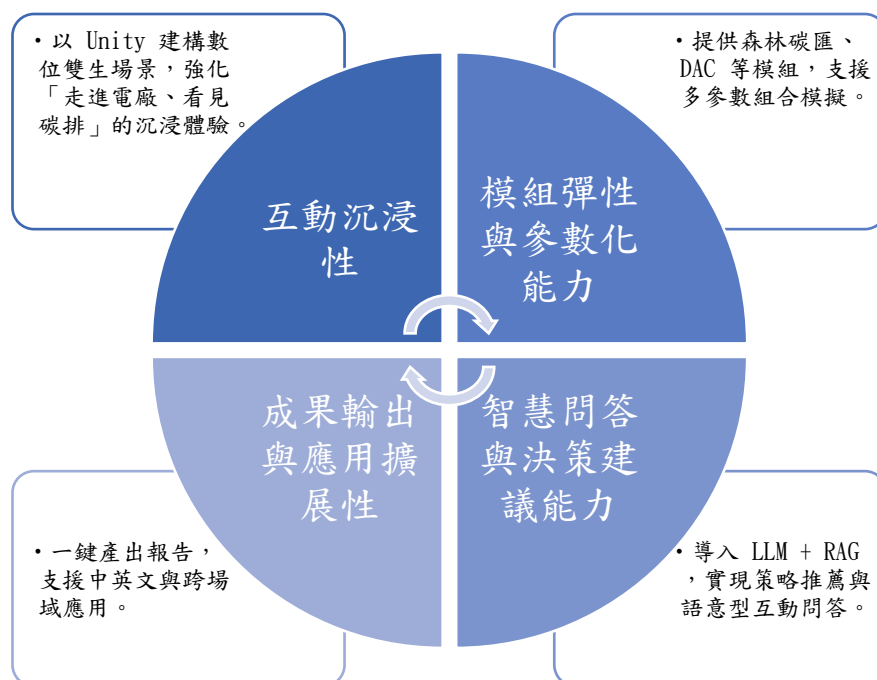 • 以 Unity 建構數
位雙生場景，強化
「走進電廠、看見
碳排」的沉浸體驗。
• 提供森林碳匯、
DAC 等模組，支援
多參數組合模擬。
互動沉浸
性
模組彈性
與參數化
能力
成果輸出
與應用擴
展性
智慧問答
與決策建
議能力
• 一鍵產出報告，
支援中英文與跨場
域應用。
• 導入 LLM + RAG
，實現策略推薦與
語意型互動問答。